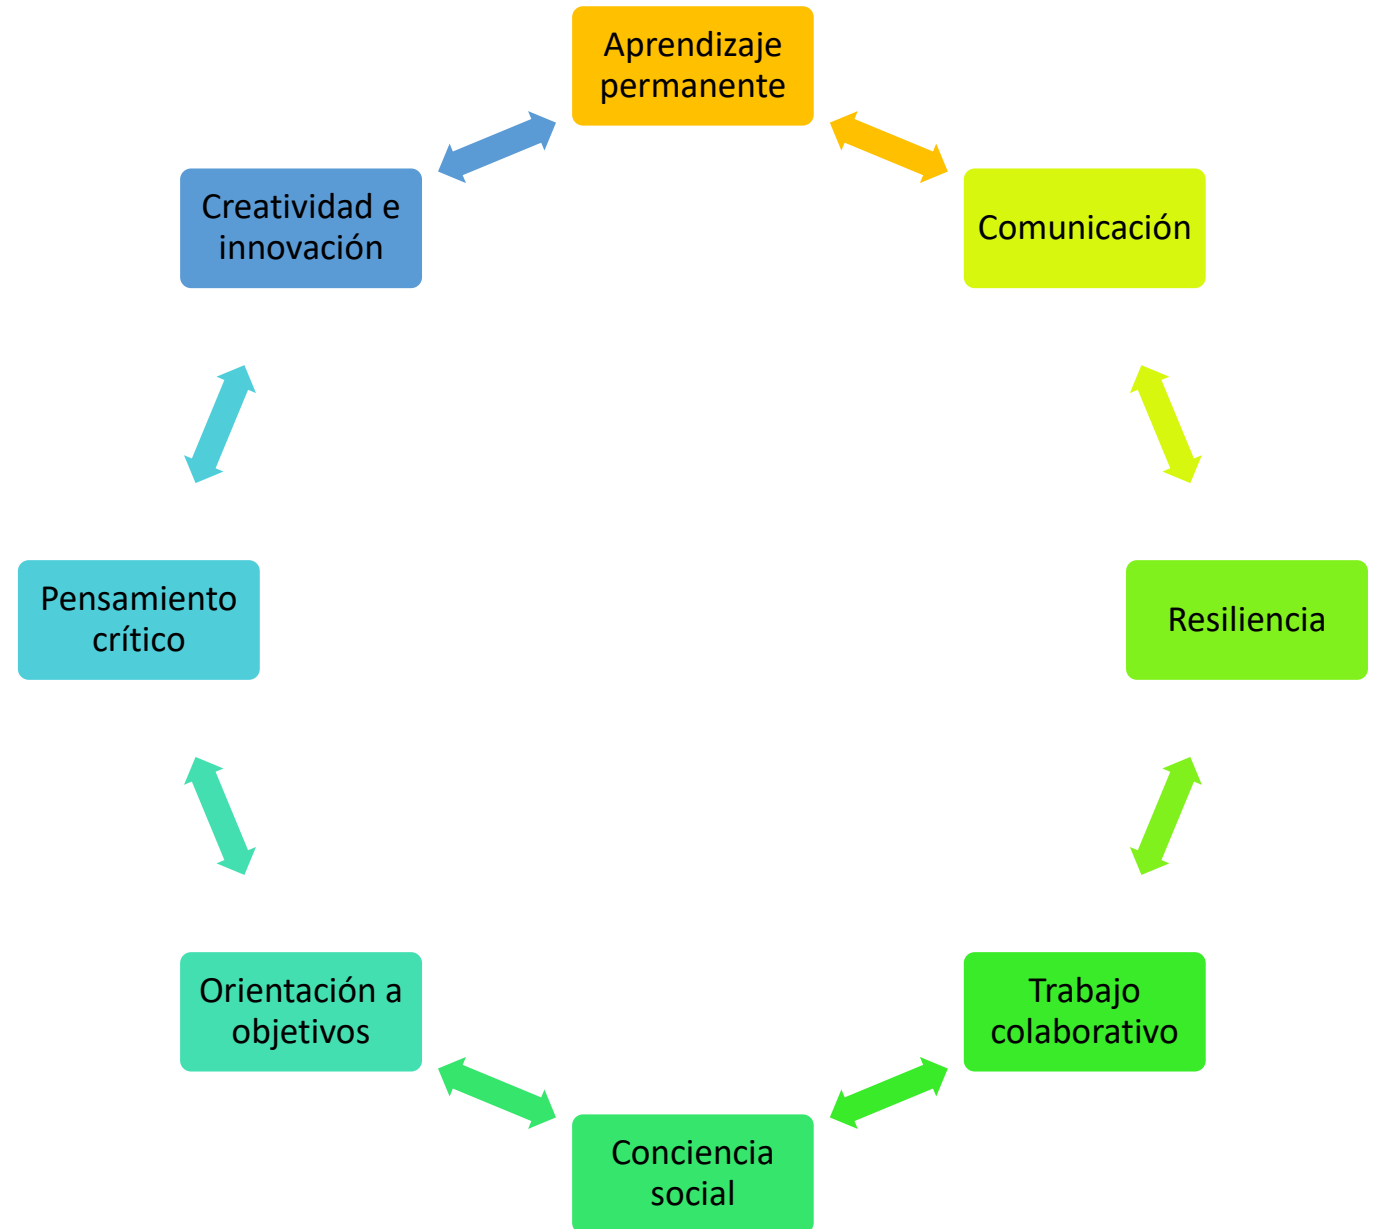 Aprendizaje
permanente
Comunicación
Resiliencia
Trabajo
colaborativo
Conciencia
social
Orientación a
objetivos
Pensamiento
crítico
Creatividad e
innovación